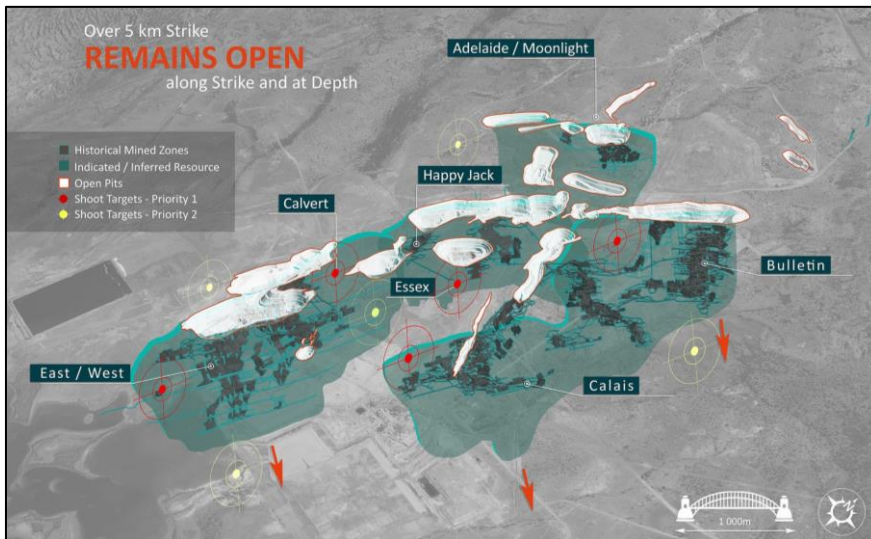 Over 5 km Strike
REMAINS OPEN
along Strike and at Depth
Adelaide / Moonlight
Historical Mined Zones
Indicated / Inferred Resource
Open Pits
Shoot Targets - Priority 1
Shoot Targets - Priority 2
Happy Jack
Calvert
Bulletin
Essex
East / West
Calais
1 000m
N